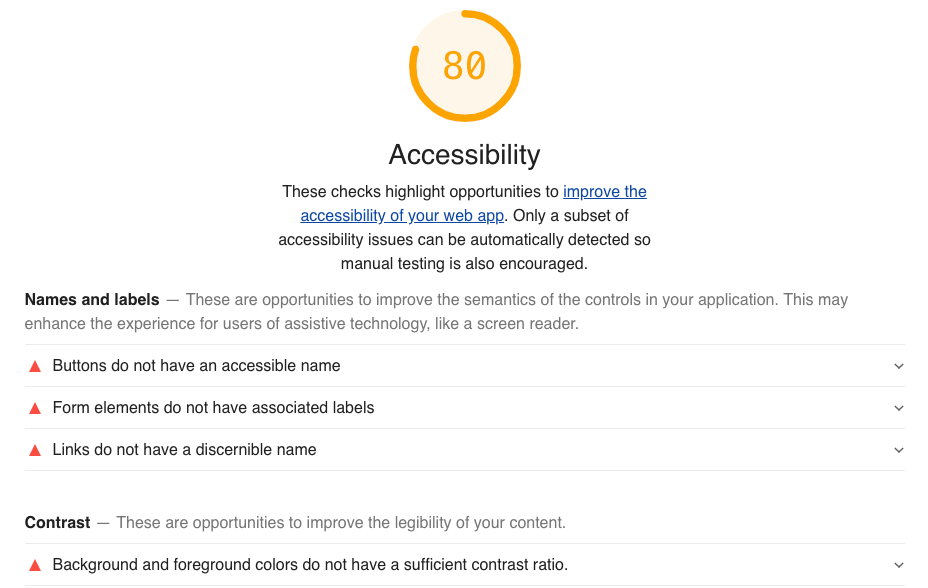 80
Accessibility
These checks highlight opportunities to improve the
accessibility of your web app. Only a subset of
accessibility issues can be automatically detected so
manual testing is also encouraged.
Names and labels — These are opportunities to improve the semantics of the controls in your application. This may
enhance the experience for users of assistive technology, like a screen reader.
Buttons do not have an accessible name
Form elements do not have associated labels
Links do not have a discernible name
Contrast — These are opportunities to improve the legibility of your content.
Background and foreground colors do not have a sufficient contrast ratio.